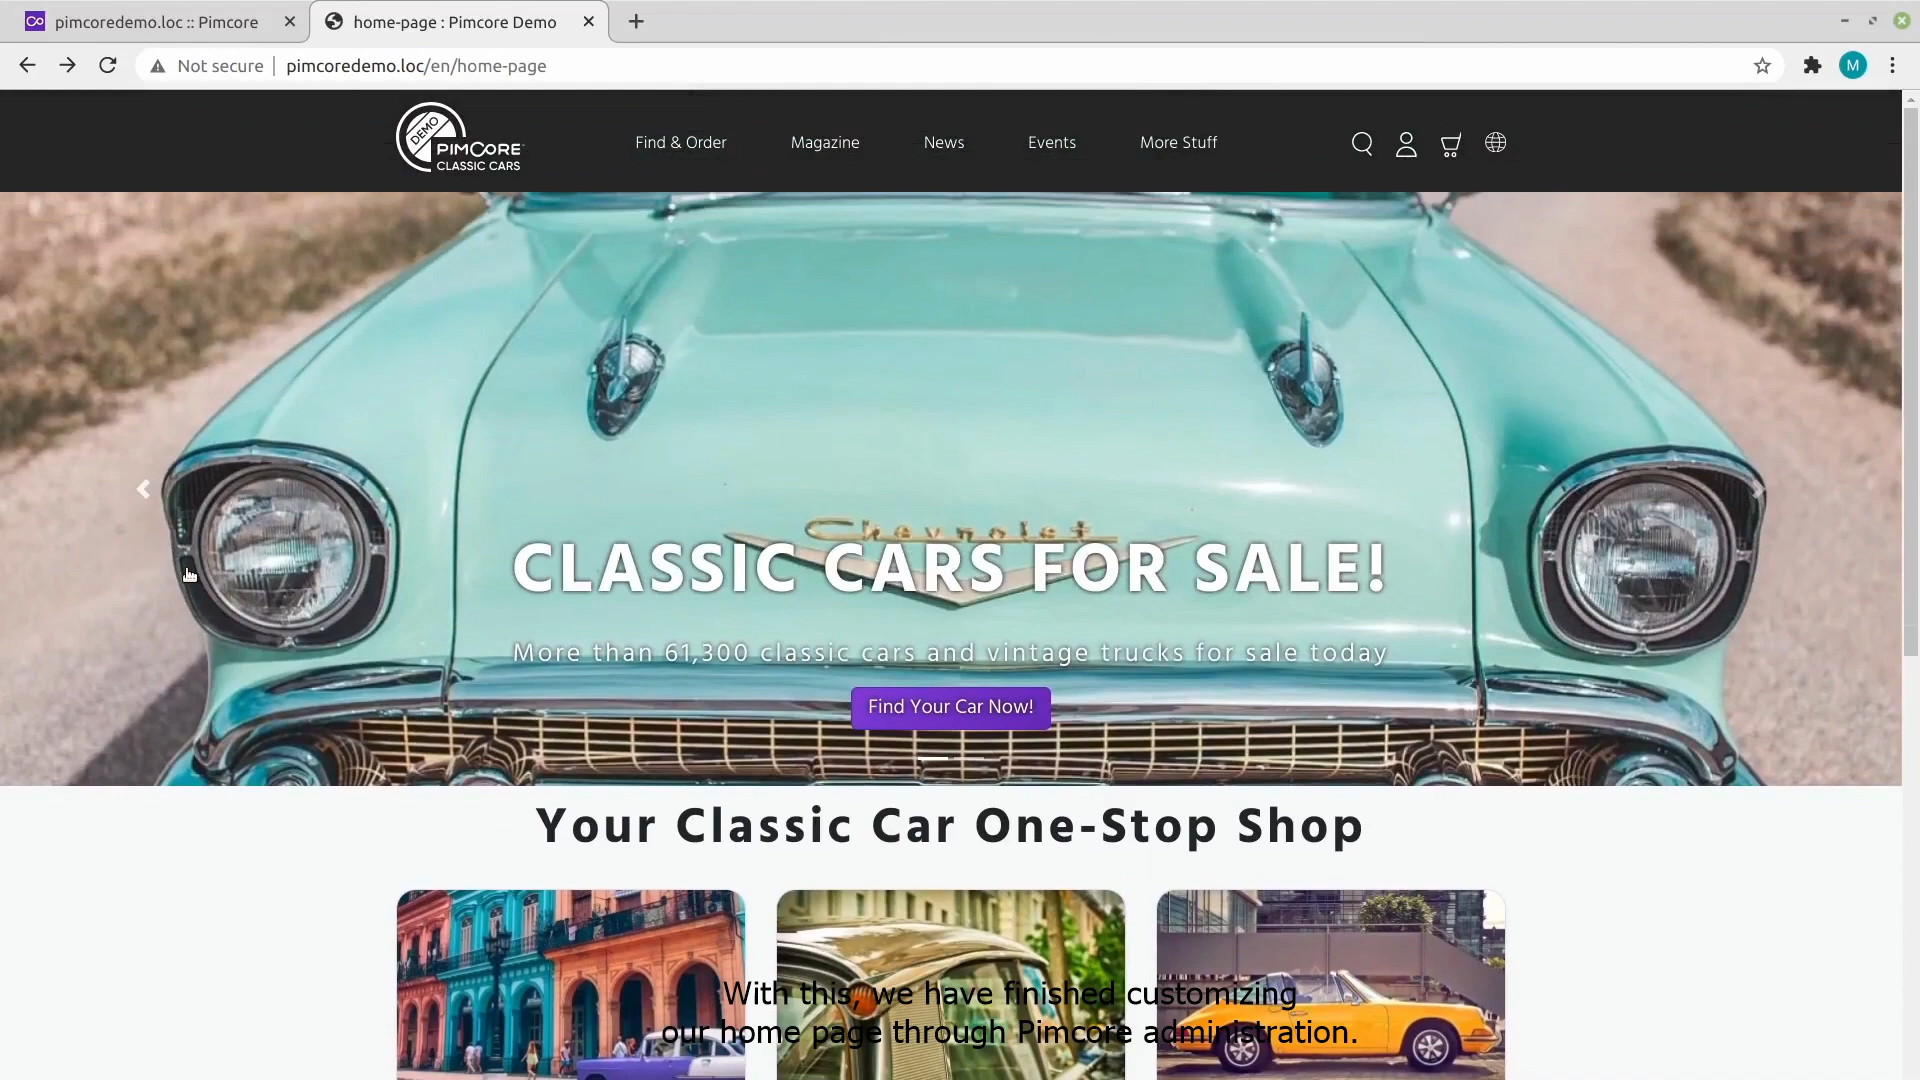 pimcoredemo.loc :: Pimcore
home-page : Pimcore Demo
Not secure
pimcoredemo.loc/en/home-page
M
DEMO
PIMCORE
CLASSIC CARS
Find & Order
Magazine
News
Events
More Stuff
Chevrolet
CLASSIC CARS FOR SALE!
More than 61,300 classic cars and vintage trucks for sale today
Find Your Car Now!
Your Classic Car One-Stop Shop
With this, we have finished customizing
our home page through Pimcore administration.